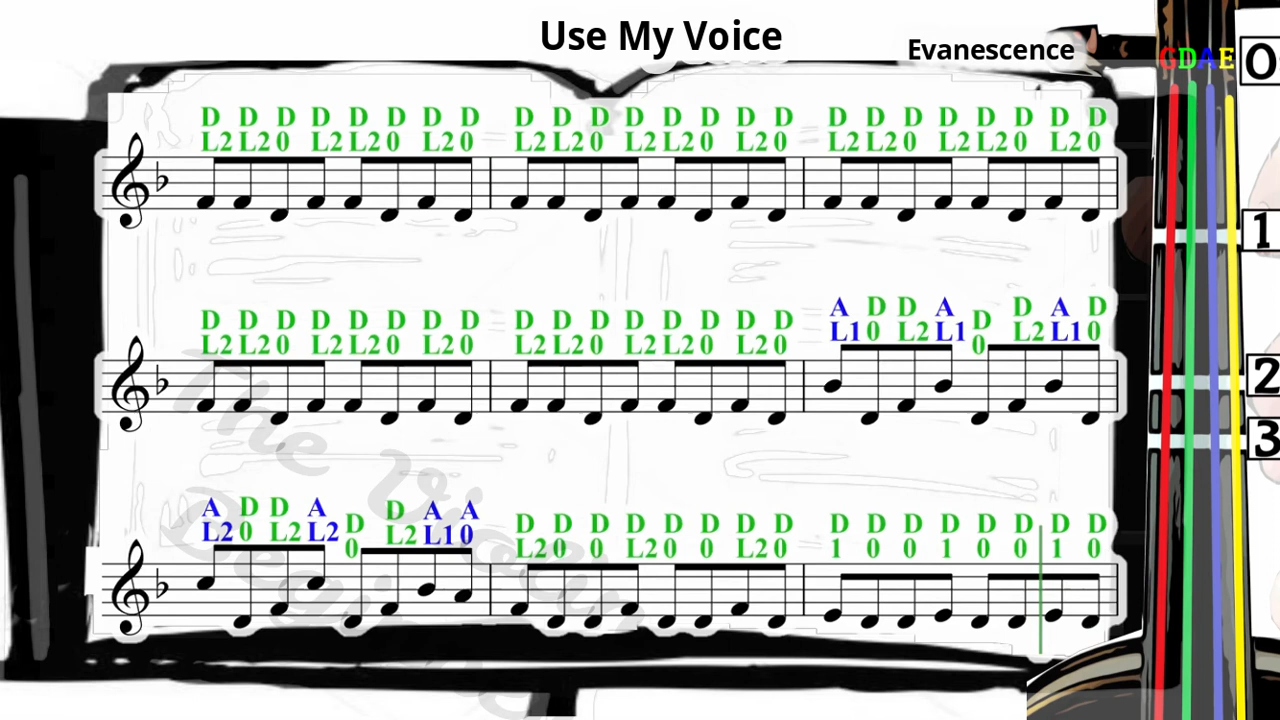 Use My Voice
Evanescence
G D A E
O
D D D D D D D D D D D D D D D D D D D D D D D D
L2 L2 0 L2 L2 0 L2 0 L2 L2 0 L2 L2 0 L2 0 L2 L2 0 L2 L2 0 L2 0
1
D D D D D D D D D D D D D D D D A D D A D D A D
L2 L2 0 L2 L2 0 L2 0 L2 L2 0 L2 L2 0 L2 0 L1 0 L2 L1 0 L2 L1 0
2
The Violin
3
Begin
A D D A D D A A D D D D D D D D D D D D D D D D
L2 0 L2 L2 0 L2 L1 0 L2 0 0 L2 0 0 L2 0 1 0 0 1 0 0 1 0